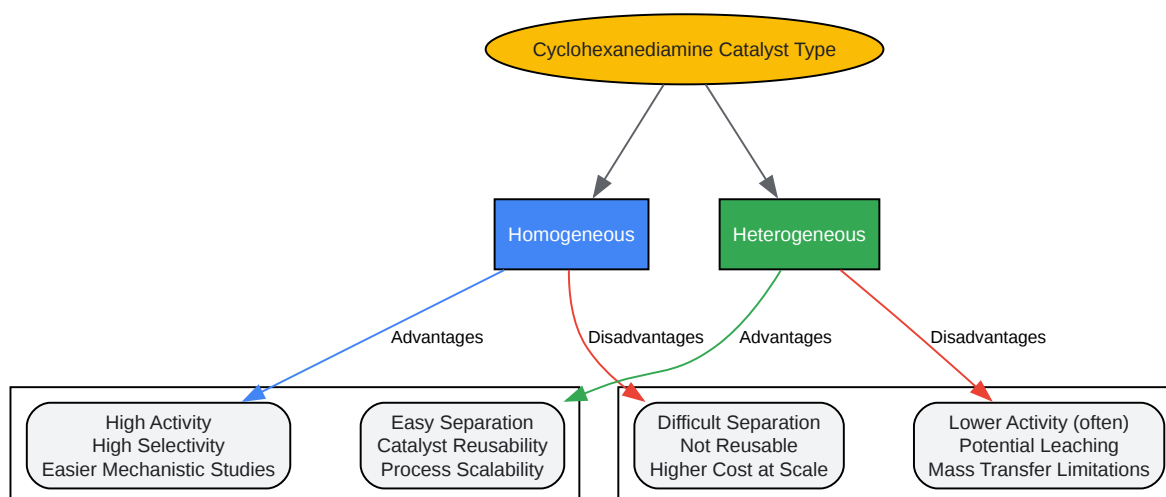 Cyclohexanediamine Catalyst Type
Homogeneous
Heterogeneous
Advantages
Disadvantages
Advantages
Disadvantages
High Activity
High Selectivity
Easier Mechanistic Studies
Easy Separation
Catalyst Reusability
Process Scalability
Difficult Separation
Not Reusable
Higher Cost at Scale
Lower Activity (often)
Potential Leaching
Mass Transfer Limitations